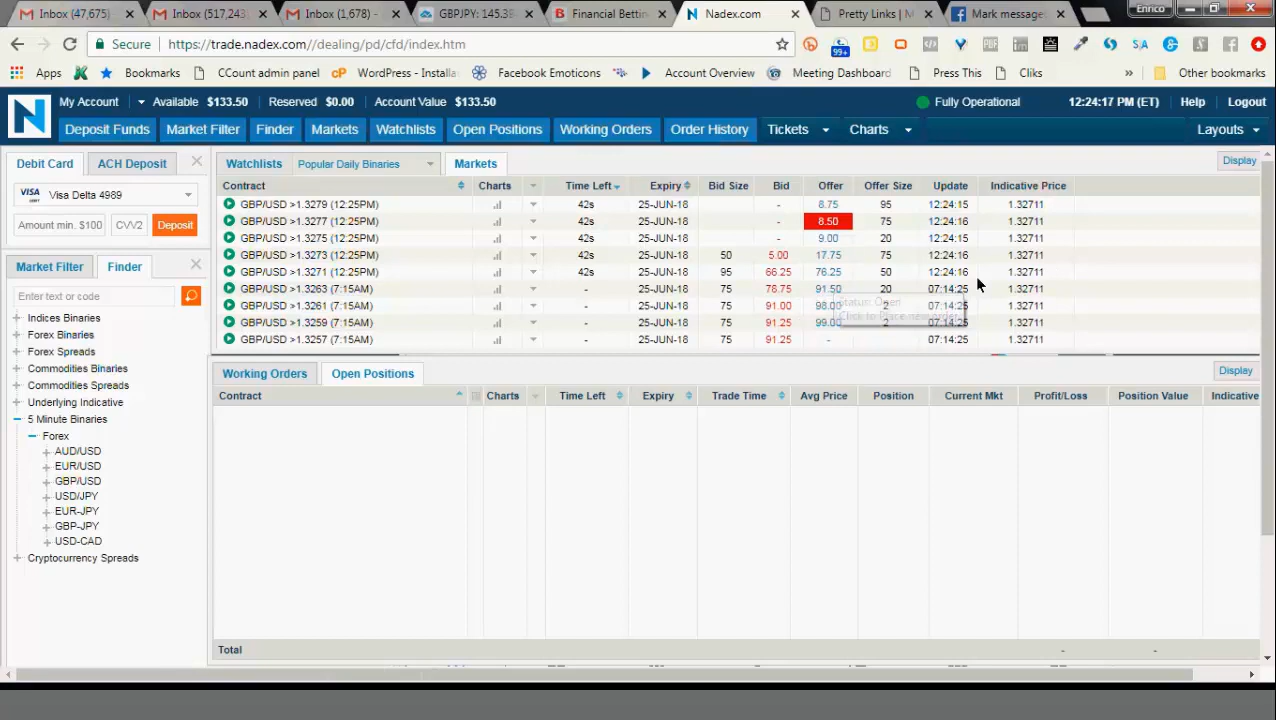 Inbox (47,675)
Inbox (517,243)
Inbox (1,678) -
GBPJPY: 145.39
Financial Bettin
Nadex.com
Pretty Links | M
Mark message
Enrico
Secure
https://trade.nadex.com//dealing/pd/cfd/index.htm
99+
Apps
Bookmarks
CCount admin panel
WordPress - Installa
Facebook Emoticons
Account Overview
Meeting Dashboard
Press This
Cliks
»
Other bookmarks
My Account
Available $133.50
Reserved $0.00
Account Value $133.50
Fully Operational
12:24:17 PM (ET)
Help
Logout
Deposit Funds
Market Filter
Finder
Markets
Watchlists
Open Positions
Working Orders
Order History
Tickets
Charts
Layouts
Debit Card
ACH Deposit
VISA
Visa Delta 4989
Amount min. $100
CVV2
Deposit
Market Filter
Finder
Enter text or code
Indices Binaries
Forex Binaries
Forex Spreads
Commodities Binaries
Commodities Spreads
Underlying Indicative
5 Minute Binaries
Forex
AUD/USD
EUR/USD
GBP/USD
USD/JPY
EUR-JPY
GBP-JPY
USD-CAD
Cryptocurrency Spreads
Watchlists
Popular Daily Binaries
Markets
Display
Contract Charts Time Left Expiry Bid Size Bid Offer Offer Size Update Indicative Price
GBP/USD >1.3279 (12:25PM) 42s 25-JUN-18 - 8.75 95 12:24:15 1.32711
GBP/USD >1.3277 (12:25PM) 42s 25-JUN-18 - 8.50 75 12:24:16 1.32711
GBP/USD >1.3275 (12:25PM) 42s 25-JUN-18 - 9.00 20 12:24:15 1.32711
GBP/USD >1.3273 (12:25PM) 42s 25-JUN-18 50 5.00 17.75 75 12:24:16 1.32711
GBP/USD >1.3271 (12:25PM) 42s 25-JUN-18 95 66.25 76.25 50 12:24:16 1.32711
GBP/USD >1.3263 (7:15AM) - 25-JUN-18 75 78.75 91.50 20 07:14:25 1.32711
GBP/USD >1.3261 (7:15AM) - 25-JUN-18 75 91.00 98.00 2 07:14:25 1.32711
GBP/USD >1.3259 (7:15AM) - 25-JUN-18 75 91.25 99.00 2 07:14:25 1.32711
GBP/USD >1.3257 (7:15AM) - 25-JUN-18 75 91.25 - 07:14:25 1.32711
Status: Open
Click to Place new order
Working Orders
Open Positions
Display
Contract Charts Time Left Expiry Trade Time Avg Price Position Current Mkt Profit/Loss Position Value Indicative
Total - -